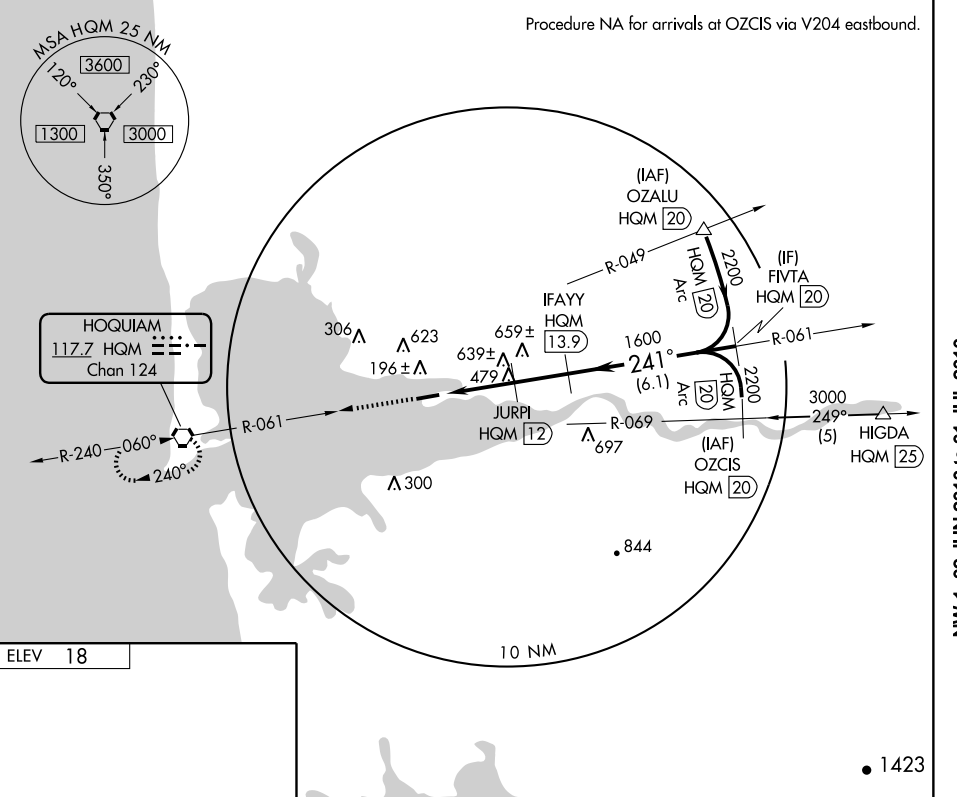 Procedure NA for arrivals at OZCIS via V204 eastbound.
MSA HQM 25 NM
3600
120°
230°
1300
3000
350°
(IAF)
OZALU
HQM 20
R-049
2200
HQM 20
Arc
(IF)
FIVTA
HQM 20
R-061
IFAYY
HQM
13.9
1600
241°
(6.1)
HQM 20
Arc
2200
HOQUIAM
117.7 HQM
Chan 124
306
623
659±
639±
196±
479
JURPI
HQM 12
R-061
R-069
697
3000
249°
(5)
HIGDA
HQM 25
(IAF)
OZCIS
HQM 20
R-240
060°
240°
300
844
10 NM
ELEV 18
1423